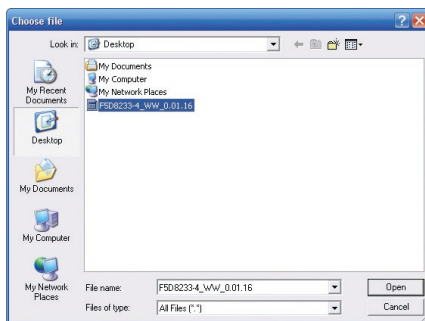 Choose file
Look in: Desktop
My Recent
Documents
Desktop
My Documents
My Computer
My Network
Places
My Documents
My Computer
My Network Places
F5D8233-4_WW_0.01.16
File name: F5D8233-4_WW_0.01.16 Open
Files of type: All Files (*.*) Cancel